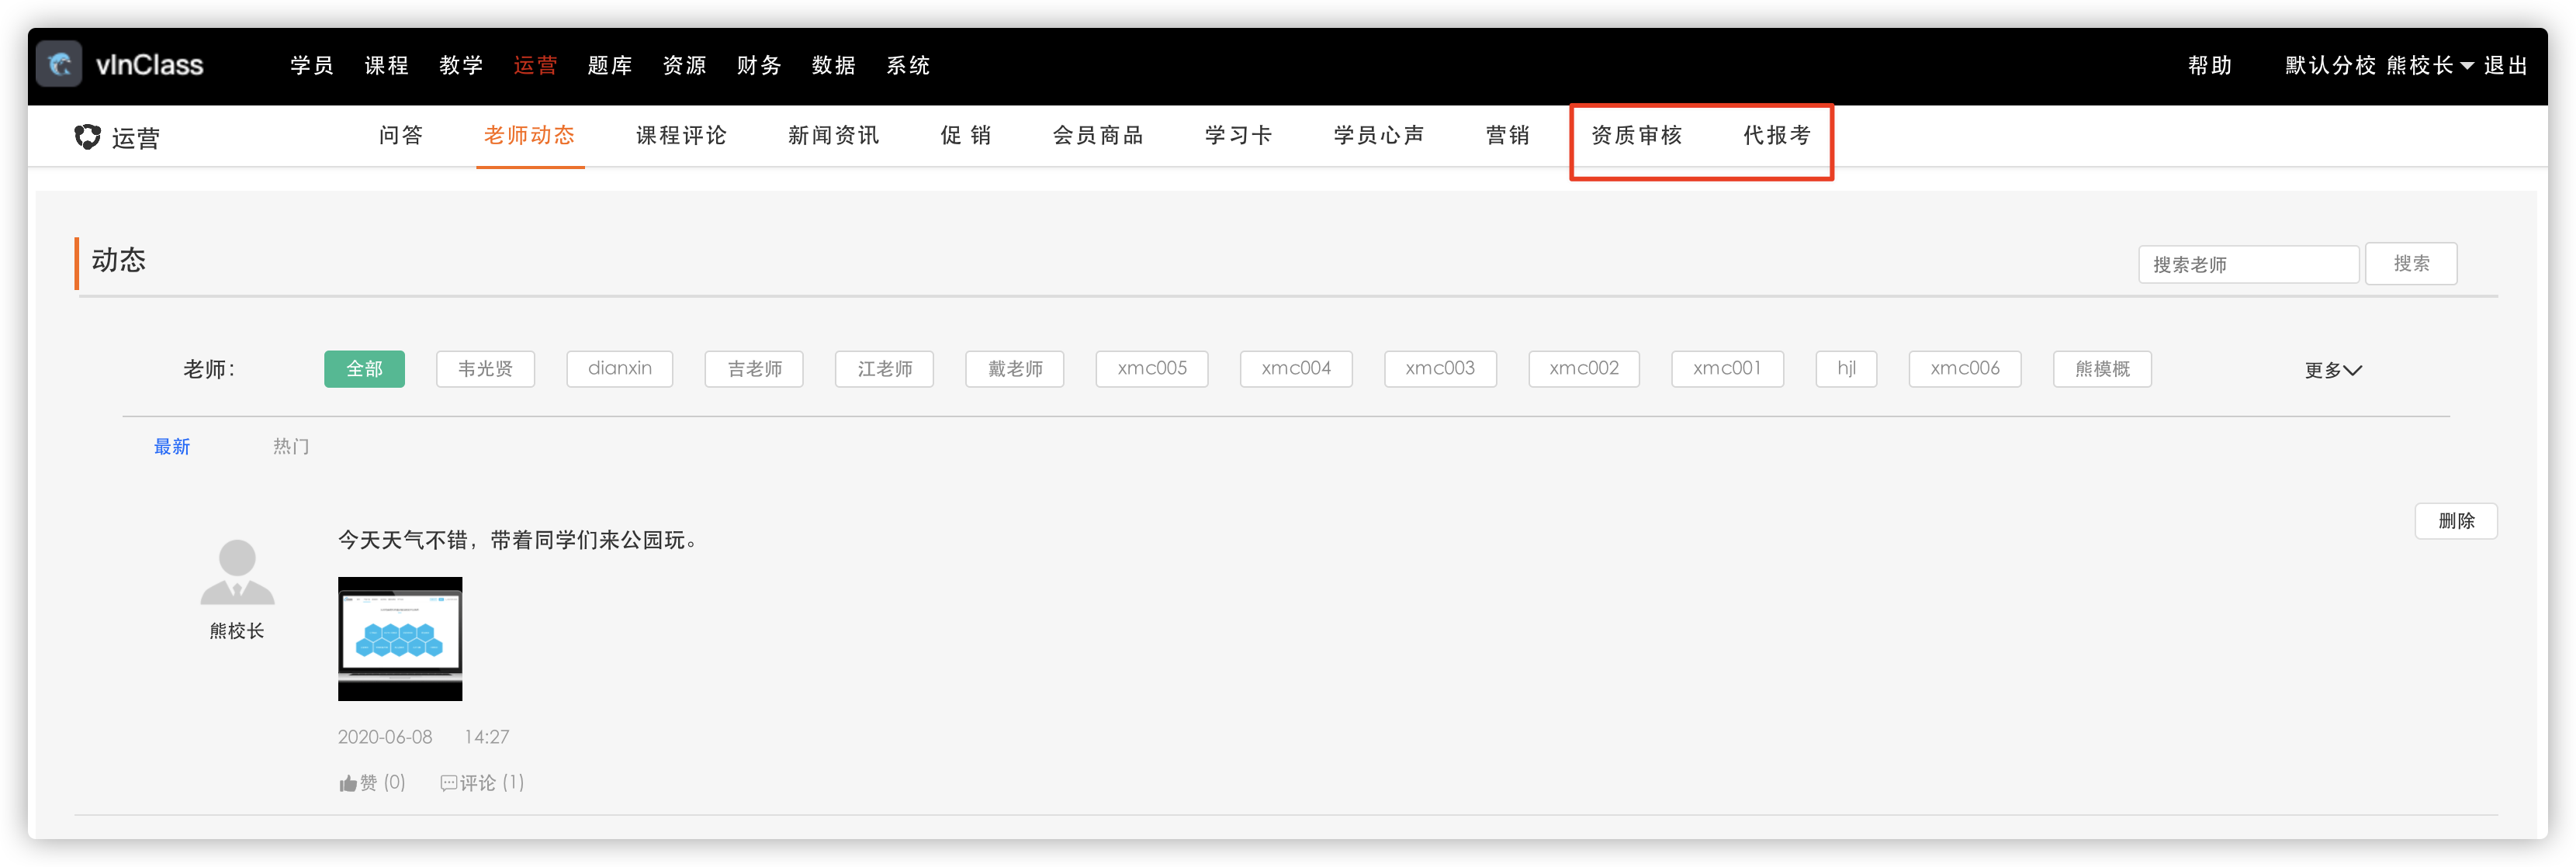 vInClass 学员 课程 教学 运营 题库 资源 财务 数据 系统 帮助 默认分校 熊校长 退出
运营 问答 老师动态 课程评论 新闻资讯 促 销 会员商品 学习卡 学员心声 营销 资质审核 代报考
动态 搜索老师 搜索
老师： 全部 韦光贤 dianxin 吉老师 江老师 戴老师 xmc005 xmc004 xmc003 xmc002 xmc001 hjl xmc006 熊模概 更多
最新 热门
删除
今天天气不错，带着同学们来公园玩。
熊校长
2020-06-08 14:27
赞 (0) 评论 (1)